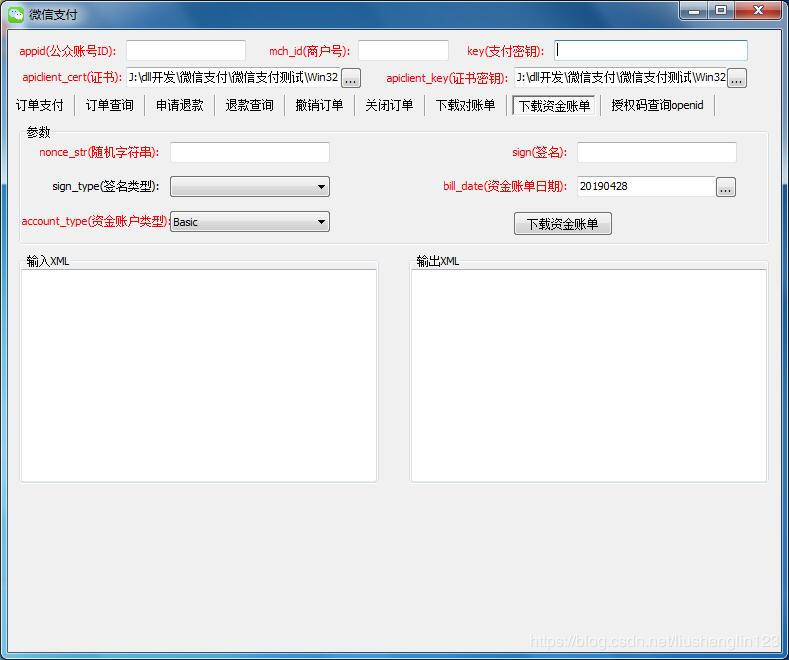 微信支付
appid(公众账号ID): mch_id(商户号): key(支付密钥):
apiclient_cert(证书): J:\dll开发\微信支付\微信支付测试\Win32 ... apiclient_key(证书密钥): J:\dll开发\微信支付\微信支付测试\Win32 ...
订单支付 订单查询 申请退款 退款查询 撤销订单 关闭订单 下载对账单 下载资金账单 授权码查询openid
参数
nonce_str(随机字符串): sign(签名):
sign_type(签名类型): bill_date(资金账单日期): 20190428 ...
account_type(资金账户类型): Basic 下载资金账单
输入XML 输出XML
https://blog.csdn.net/liushenglin123